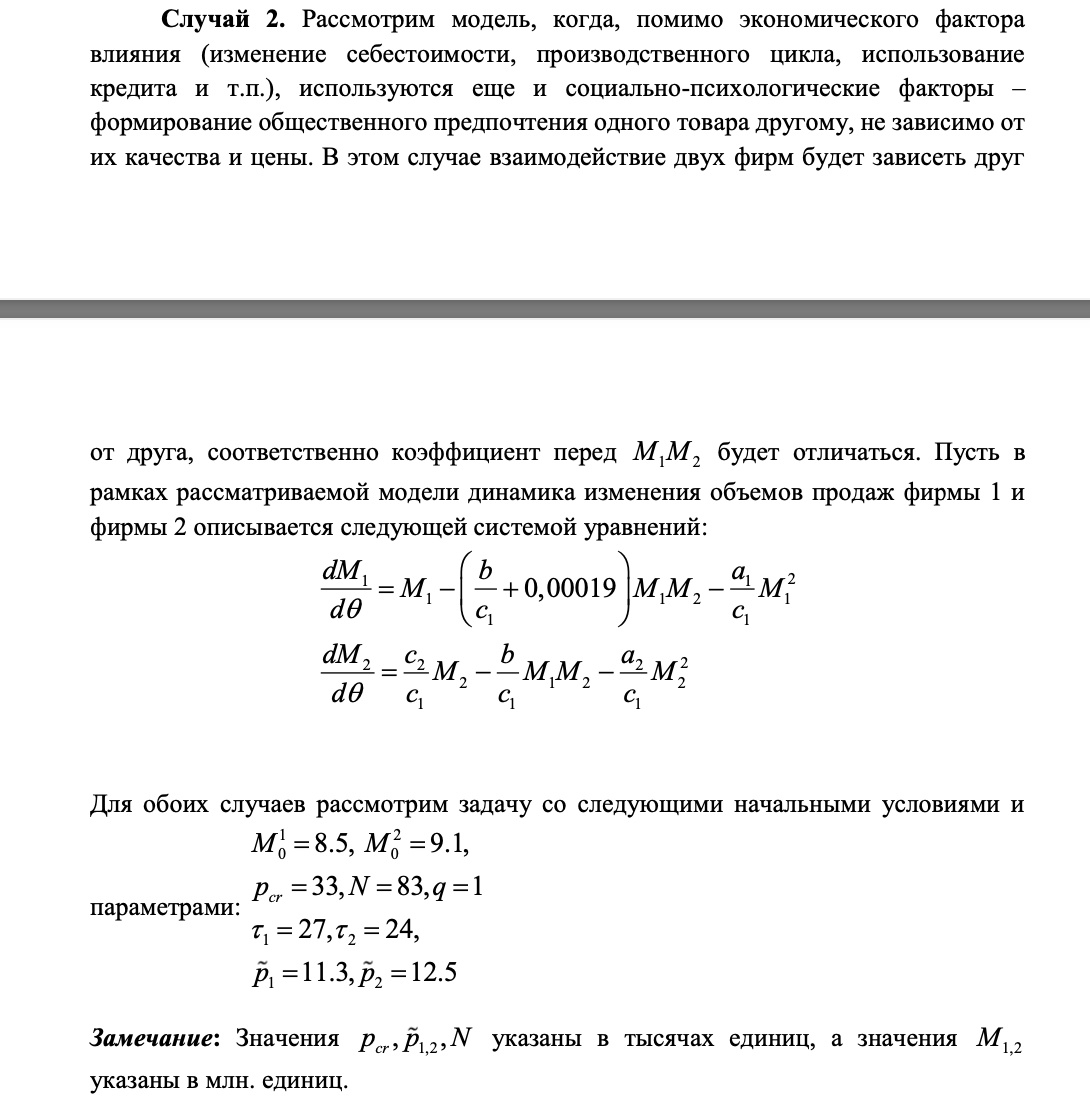 Случай 2. Рассмотрим модель, когда, помимо экономического фактора
влияния (изменение себестоимости, производственного цикла, использование
кредита и т.п.), используются еще и социально-психологические факторы –
формирование общественного предпочтения одного товара другому, не зависимо от
их качества и цены. В этом случае взаимодействие двух фирм будет зависеть друг
от друга, соответственно коэффициент перед M₁M₂ будет отличаться. Пусть в
рамках рассматриваемой модели динамика изменения объемов продаж фирмы 1 и
фирмы 2 описывается следующей системой уравнений:
dM₁/dθ = M₁ − (b/c₁ + 0,00019) M₁M₂ − a₁/c₁ M₁²
dM₂/dθ = c₂/c₁ M₂ − b/c₁ M₁M₂ − a₂/c₁ M₂²
Для обоих случаев рассмотрим задачу со следующими начальными условиями и
параметрами:
M₀¹ = 8.5, M₀² = 9.1,
p_cr = 33, N = 83, q = 1
τ₁ = 27, τ₂ = 24,
p̃₁ = 11.3, p̃₂ = 12.5
Замечание: Значения p_cr, p̃₁,₂, N указаны в тысячах единиц, а значения M₁,₂
указаны в млн. единиц.